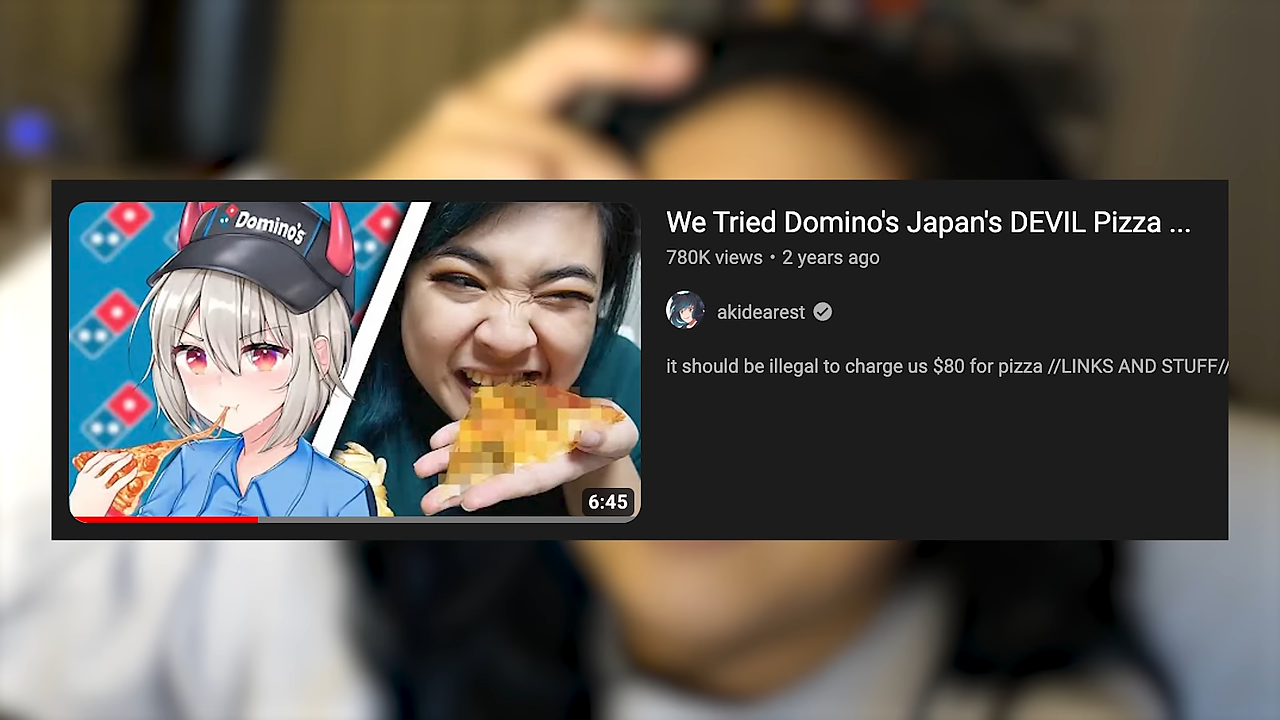 Domino's
6:45
We Tried Domino's Japan's DEVIL Pizza ...
780K views • 2 years ago
akidearest
it should be illegal to charge us $80 for pizza //LINKS AND STUFF//